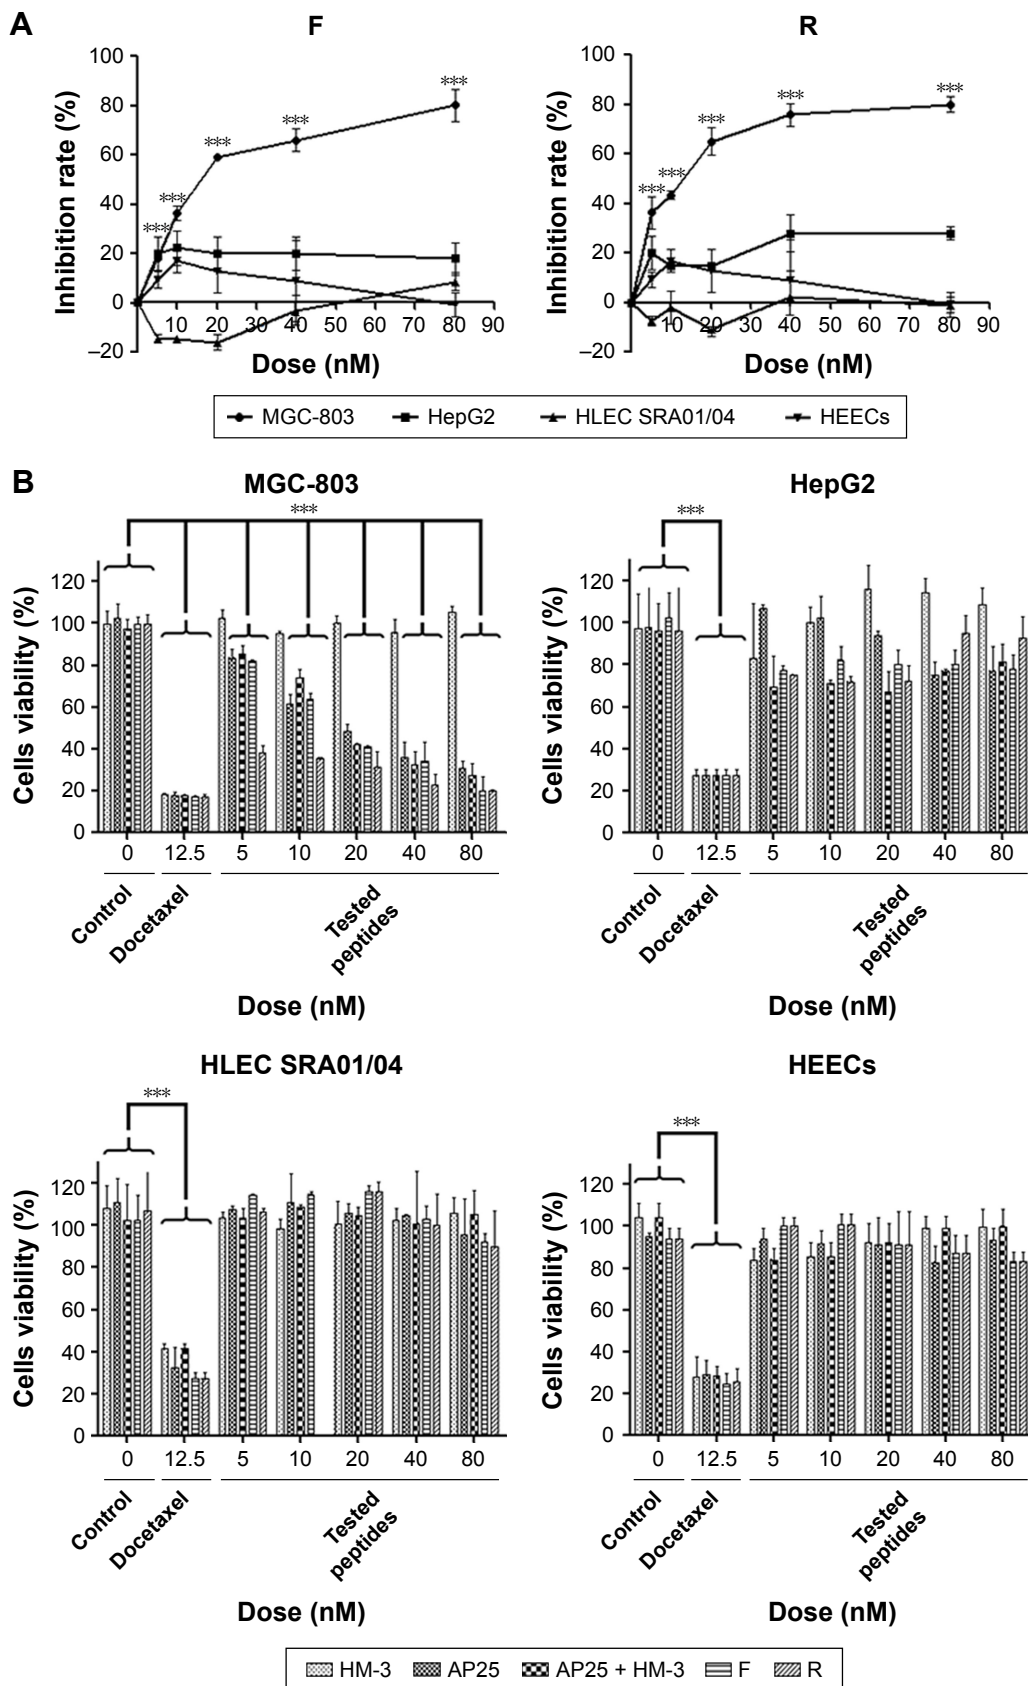 A
F
R
Inhibition rate (%)
100
80
60
40
20
0
–20
***
***
***
***
***
10 20 30 40 50 60 70 80 90
Dose (nM)
Inhibition rate (%)
100
80
60
40
20
0
–20
***
***
***
***
***
10 20 30 40 50 60 70 80 90
Dose (nM)
MGC-803 HepG2 HLEC SRA01/04 HEECs
B
MGC-803
***
Cells viability (%)
120
100
80
60
40
20
0
0 12.5 5 10 20 40 80
Control
Docetaxel
Tested
peptides
Dose (nM)
HepG2
***
Cells viability (%)
120
100
80
60
40
20
0
0 12.5 5 10 20 40 80
Control
Docetaxel
Tested
peptides
Dose (nM)
HLEC SRA01/04
***
Cells viability (%)
120
100
80
60
40
20
0
0 12.5 5 10 20 40 80
Control
Docetaxel
Tested
peptides
Dose (nM)
HEECs
***
Cells viability (%)
120
100
80
60
40
20
0
0 12.5 5 10 20 40 80
Control
Docetaxel
Tested
peptides
Dose (nM)
HM-3 AP25 AP25 + HM-3 F R